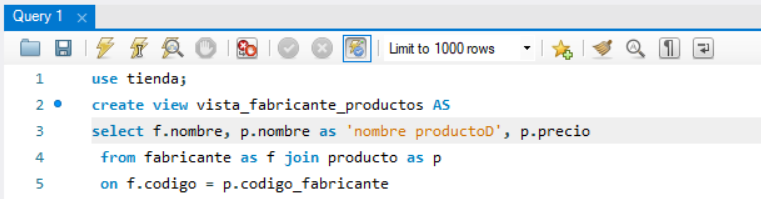 Query 1
Limit to 1000 rows
1 use tienda;
2 create view vista_fabricante_productos AS
3 select f.nombre, p.nombre as 'nombre productoD', p.precio
4 from fabricante as f join producto as p
5 on f.codigo = p.codigo_fabricante